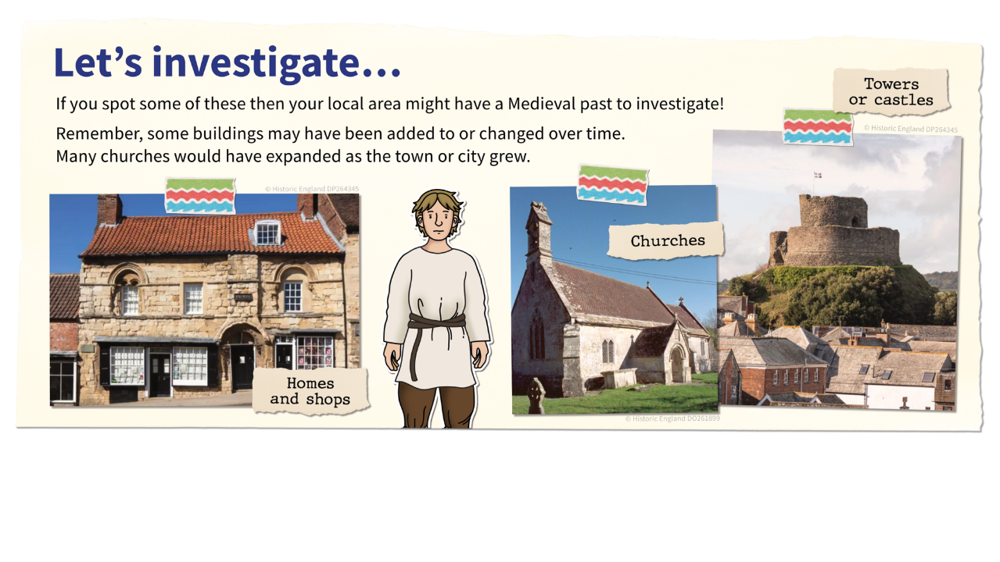 Let’s investigate...
If you spot some of these then your local area might have a Medieval past to investigate!
Remember, some buildings may have been added to or changed over time.
Many churches would have expanded as the town or city grew.
Towers
or castles
© Historic England DP264345
© Historic England DP264345
Churches
Homes
and shops
© Historic England DO261899